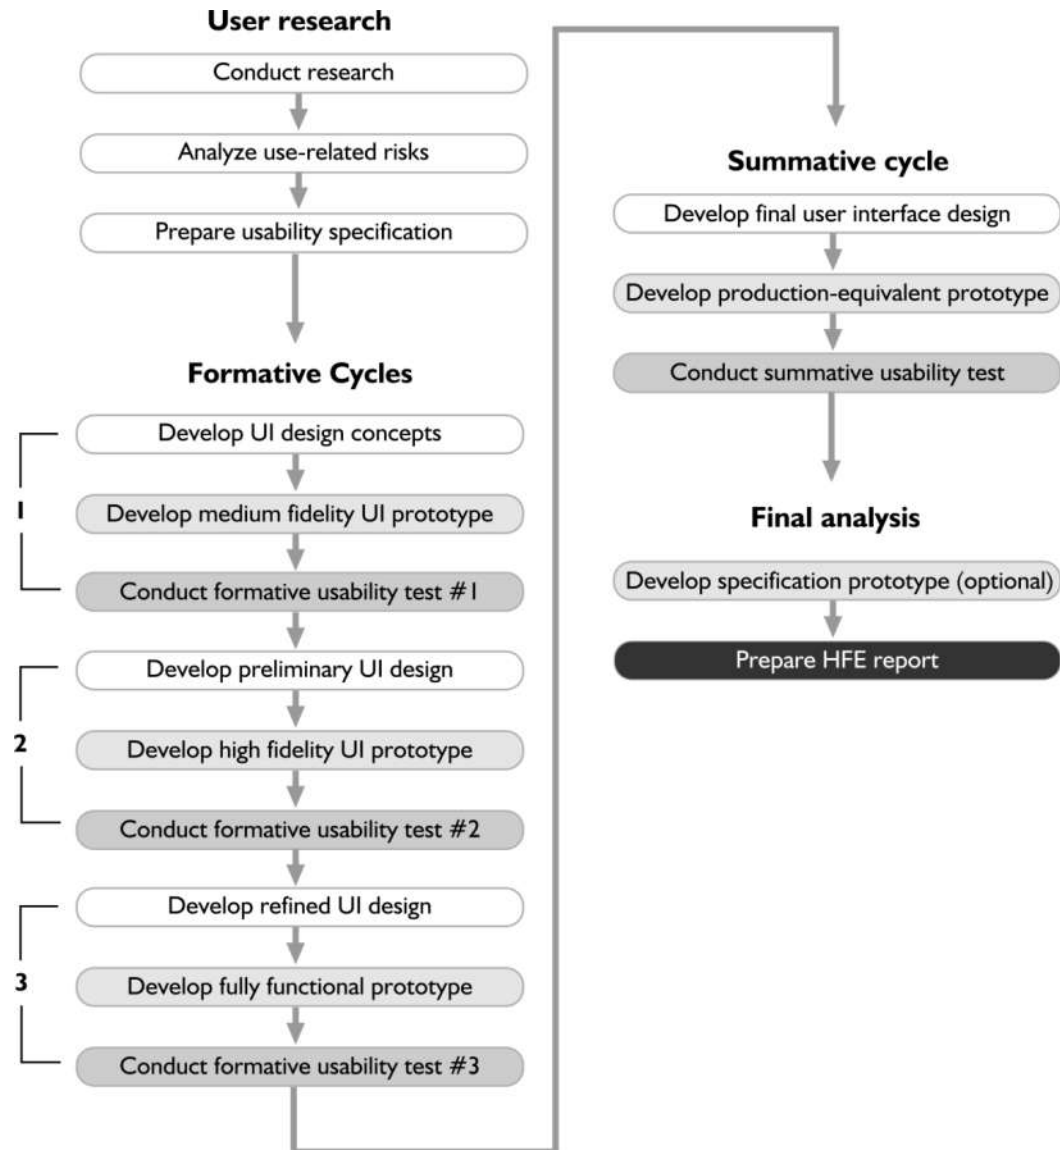 User research
Conduct research
Analyze use-related risks
Prepare usability specification
Formative Cycles
1
Develop UI design concepts
Develop medium fidelity UI prototype
Conduct formative usability test #1
2
Develop preliminary UI design
Develop high fidelity UI prototype
Conduct formative usability test #2
3
Develop refined UI design
Develop fully functional prototype
Conduct formative usability test #3
Summative cycle
Develop final user interface design
Develop production-equivalent prototype
Conduct summative usability test
Final analysis
Develop specification prototype (optional)
Prepare HFE report